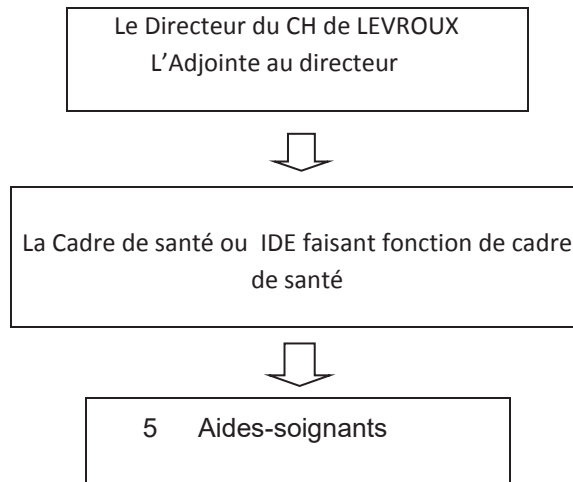 Le Directeur du CH de LEVROUX
L’Adjointe au directeur
La Cadre de santé ou IDE faisant fonction de cadre
de santé
5 Aides-soignants